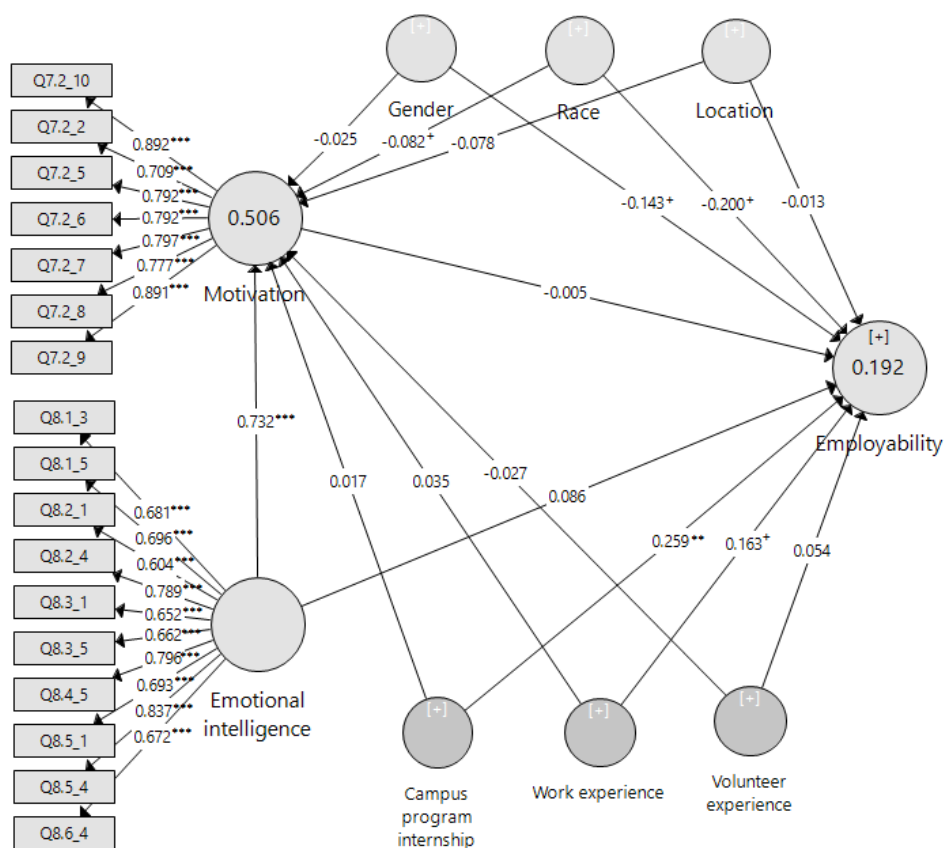 [+]
[+]
[+]
Gender
Race
Location
Q7.2_10
Q7.2_2
Q7.2_5
Q7.2_6
Q7.2_7
Q7.2_8
Q7.2_9
0.892***
0.709***
0.792***
0.792***
0.797***
0.777***
0.891***
0.506
Motivation
-0.025
-0.082+
-0.078
-0.143+
-0.200+
-0.013
-0.005
[+]
0.192
Employability
Q8.1_3
Q8.1_5
Q8.2_1
Q8.2_4
Q8.3_1
Q8.3_5
Q8.4_5
Q8.5_1
Q8.5_4
Q8.6_4
0.681***
0.696***
0.604***
0.789***
0.652***
0.662***
0.796***
0.693***
0.837***
0.672***
0.732***
0.017
0.035
-0.027
0.086
0.259**
0.163+
0.054
Emotional
intelligence
[+]
[+]
[+]
Campus
program
internship
Work experience
Volunteer
experience